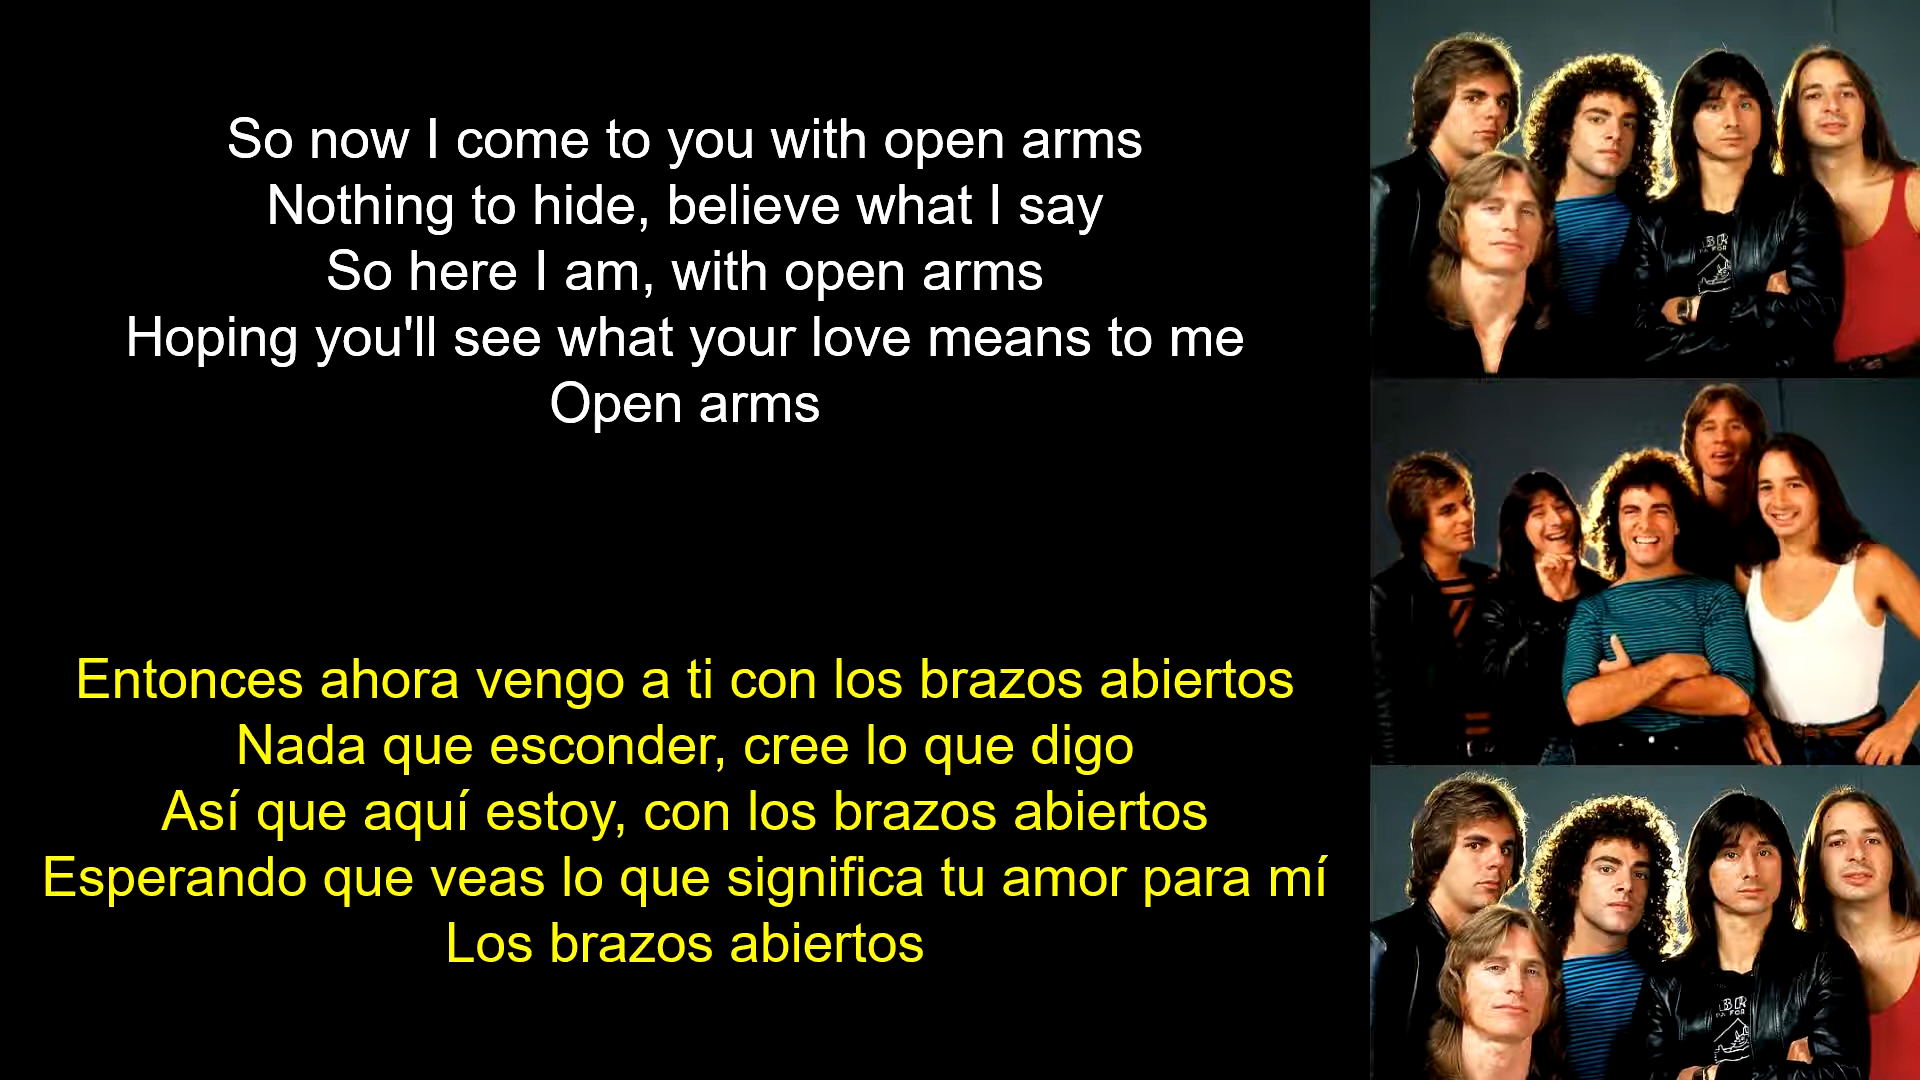 So now I come to you with open arms
Nothing to hide, believe what I say
So here I am, with open arms
Hoping you'll see what your love means to me
Open arms
Entonces ahora vengo a ti con los brazos abiertos
Nada que esconder, cree lo que digo
Así que aquí estoy, con los brazos abiertos
Esperando que veas lo que significa tu amor para mí
Los brazos abiertos